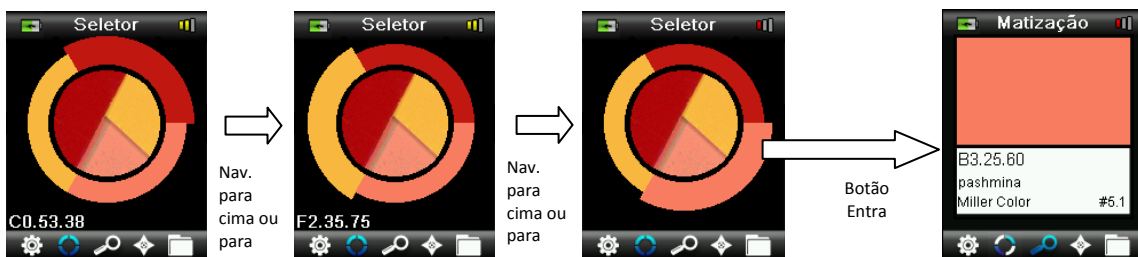 Seletor
C0.53.38
Nav.
para
cima ou
para
Seletor
F2.35.75
Nav.
para
cima ou
para
Seletor
Botão
Entra
Matização
B3.25.60
pashmina
Miller Color #5.1